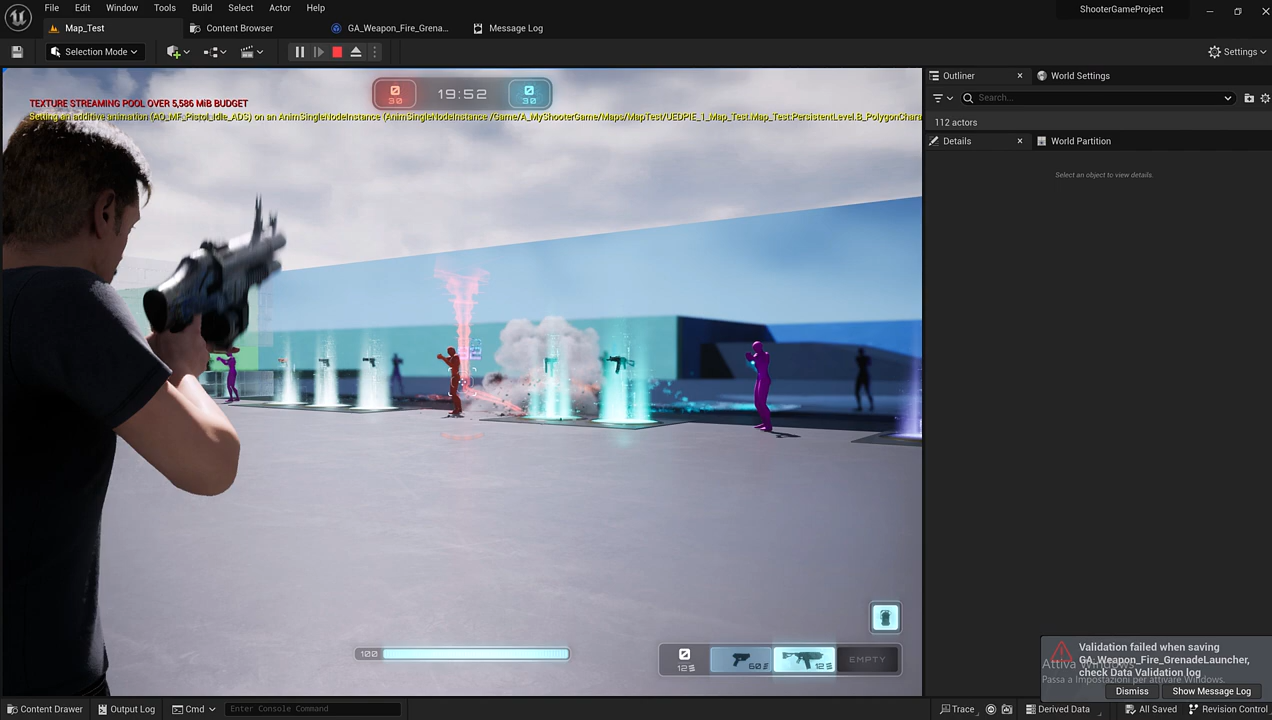 File Edit Window Tools Build Select Actor Help
ShooterGameProject
Map_Test
Content Browser
GA_Weapon_Fire_Grena...
Message Log
Selection Mode
Settings
0 30
19:52
0 30
TEXTURE STREAMING POOL OVER 5,586 MiB BUDGET
Setting an additive animation (AO_MF_Pistol_Idle_ADS) on an AnimSingleNodeInstance (AnimSingleNodeInstance /Game/A_MyShooterGame/Maps/MapTest/UEDPIE_1_Map_Test.Map_Test:PersistentLevel.B_PolygonChara
Outliner
World Settings
Search...
112 actors
Details
World Partition
Select an object to view details.
100
0
12
60
12
EMPTY
Validation failed when saving
GA_Weapon_Fire_GrenadeLauncher,
check Data Validation log
Attiva Windows
Passa a Impostazioni per attivare Windows.
Dismiss
Show Message Log
Content Drawer
Output Log
Cmd
Enter Console Command
Trace
Derived Data
All Saved
Revision Control